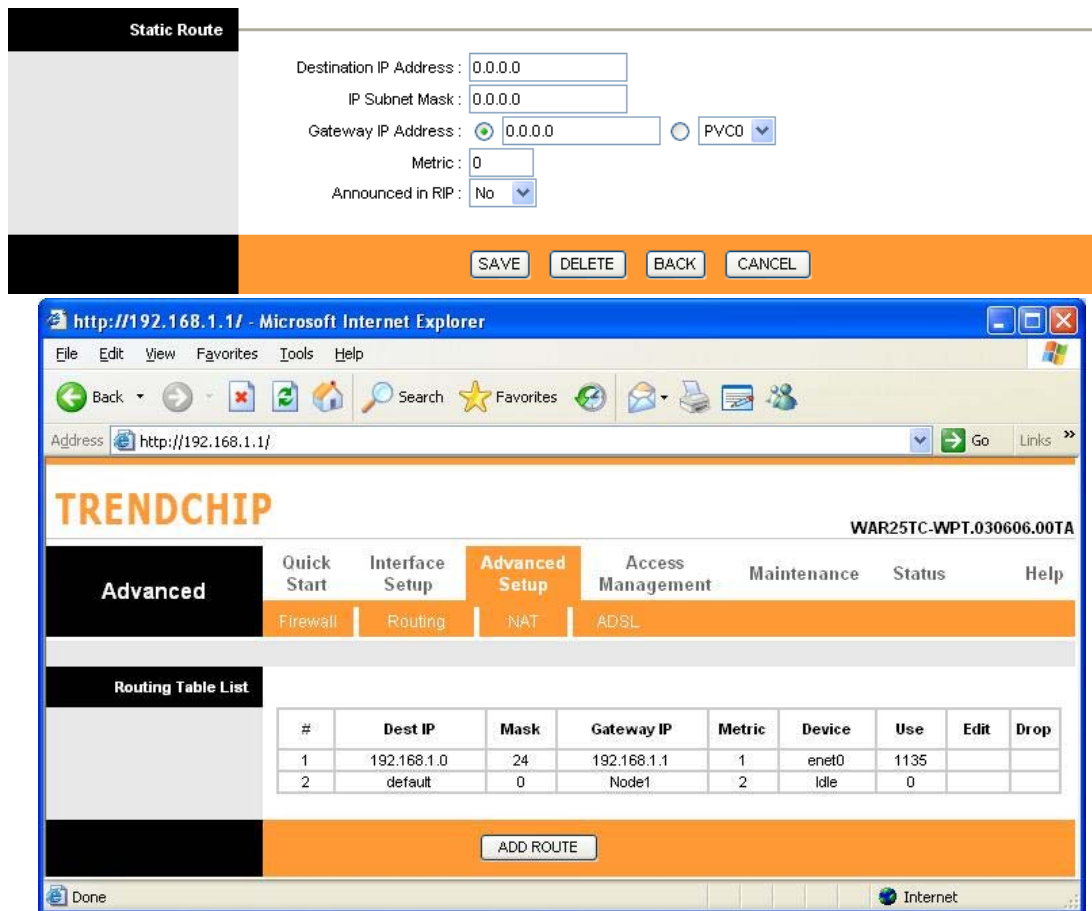 Static Route
Destination IP Address : 0.0.0.0
IP Subnet Mask : 0.0.0.0
Gateway IP Address : 0.0.0.0 PVC0
Metric : 0
Announced in RIP : No
SAVE DELETE BACK CANCEL
http://192.168.1.1/ - Microsoft Internet Explorer
File Edit View Favorites Tools Help
Back Search Favorites
Address http://192.168.1.1/ Go Links »
TRENDCHIP
WAR25TC-WPT.030606.00TA
Advanced
Quick Start
Interface Setup
Advanced Setup
Access Management
Maintenance
Status
Help
Firewall Routing NAT ADSL
Routing Table List
# Dest IP Mask Gateway IP Metric Device Use Edit Drop
1 192.168.1.0 24 192.168.1.1 1 enet0 1135
2 default 0 Node1 2 Idle 0
ADD ROUTE
Done Internet